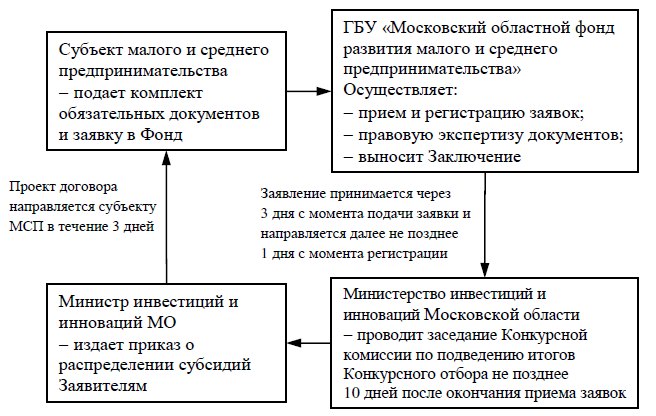 Субъект малого и среднего
предпринимательства
– подает комплект
обязательных документов
и заявку в Фонд
ГБУ «Московский областной фонд
развития малого и среднего
предпринимательства»
Осуществляет:
– прием и регистрацию заявок;
– правовую экспертизу документов;
– выносит Заключение
Проект договора
направляется субъекту
МСП в течение 3 дней
Заявление принимается через
3 дня с момента подачи заявки и
направляется далее не позднее
1 дня с момента регистрации
Министр инвестиций и
инноваций МО
– издает приказ о
распределении субсидий
Заявителям
Министерство инвестиций и
инноваций Московской области
– проводит заседание Конкурсной
комиссии по подведению итогов
Конкурсного отбора не позднее
10 дней после окончания приема заявок